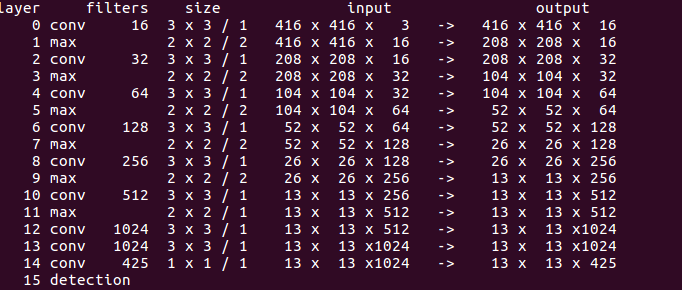 layer     filters    size              input                output
    0 conv     16  3 x 3 / 1   416 x 416 x   3   ->   416 x 416 x  16
    1 max          2 x 2 / 2   416 x 416 x  16   ->   208 x 208 x  16
    2 conv     32  3 x 3 / 1   208 x 208 x  16   ->   208 x 208 x  32
    3 max          2 x 2 / 2   208 x 208 x  32   ->   104 x 104 x  32
    4 conv     64  3 x 3 / 1   104 x 104 x  32   ->   104 x 104 x  64
    5 max          2 x 2 / 2   104 x 104 x  64   ->    52 x  52 x  64
    6 conv    128  3 x 3 / 1    52 x  52 x  64   ->    52 x  52 x 128
    7 max          2 x 2 / 2    52 x  52 x 128   ->    26 x  26 x 128
    8 conv    256  3 x 3 / 1    26 x  26 x 128   ->    26 x  26 x 256
    9 max          2 x 2 / 2    26 x  26 x 256   ->    13 x  13 x 256
   10 conv    512  3 x 3 / 1    13 x  13 x 256   ->    13 x  13 x 512
   11 max          2 x 2 / 1    13 x  13 x 512   ->    13 x  13 x 512
   12 conv   1024  3 x 3 / 1    13 x  13 x 512   ->    13 x  13 x1024
   13 conv   1024  3 x 3 / 1    13 x  13 x1024   ->    13 x  13 x1024
   14 conv    425  1 x 1 / 1    13 x  13 x1024   ->    13 x  13 x 425
   15 detection